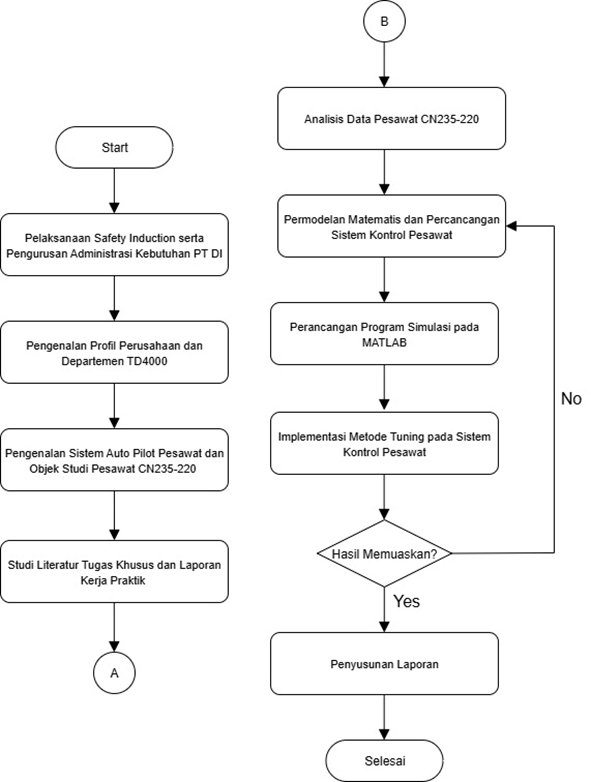 Start
Pelaksanaan Safety Induction serta
Pengurusan Administrasi Kebutuhan PT DI
Pengenalan Profil Perusahaan dan
Departemen TD4000
Pengenalan Sistem Auto Pilot Pesawat dan
Objek Studi Pesawat CN235-220
Studi Literatur Tugas Khusus dan Laporan
Kerja Praktik
A
B
Analisis Data Pesawat CN235-220
Permodelan Matematis dan Percancangan
Sistem Kontrol Pesawat
Perancangan Program Simulasi pada
MATLAB
Implementasi Metode Tuning pada Sistem
Kontrol Pesawat
Hasil Memuaskan?
No
Yes
Penyusunan Laporan
Selesai